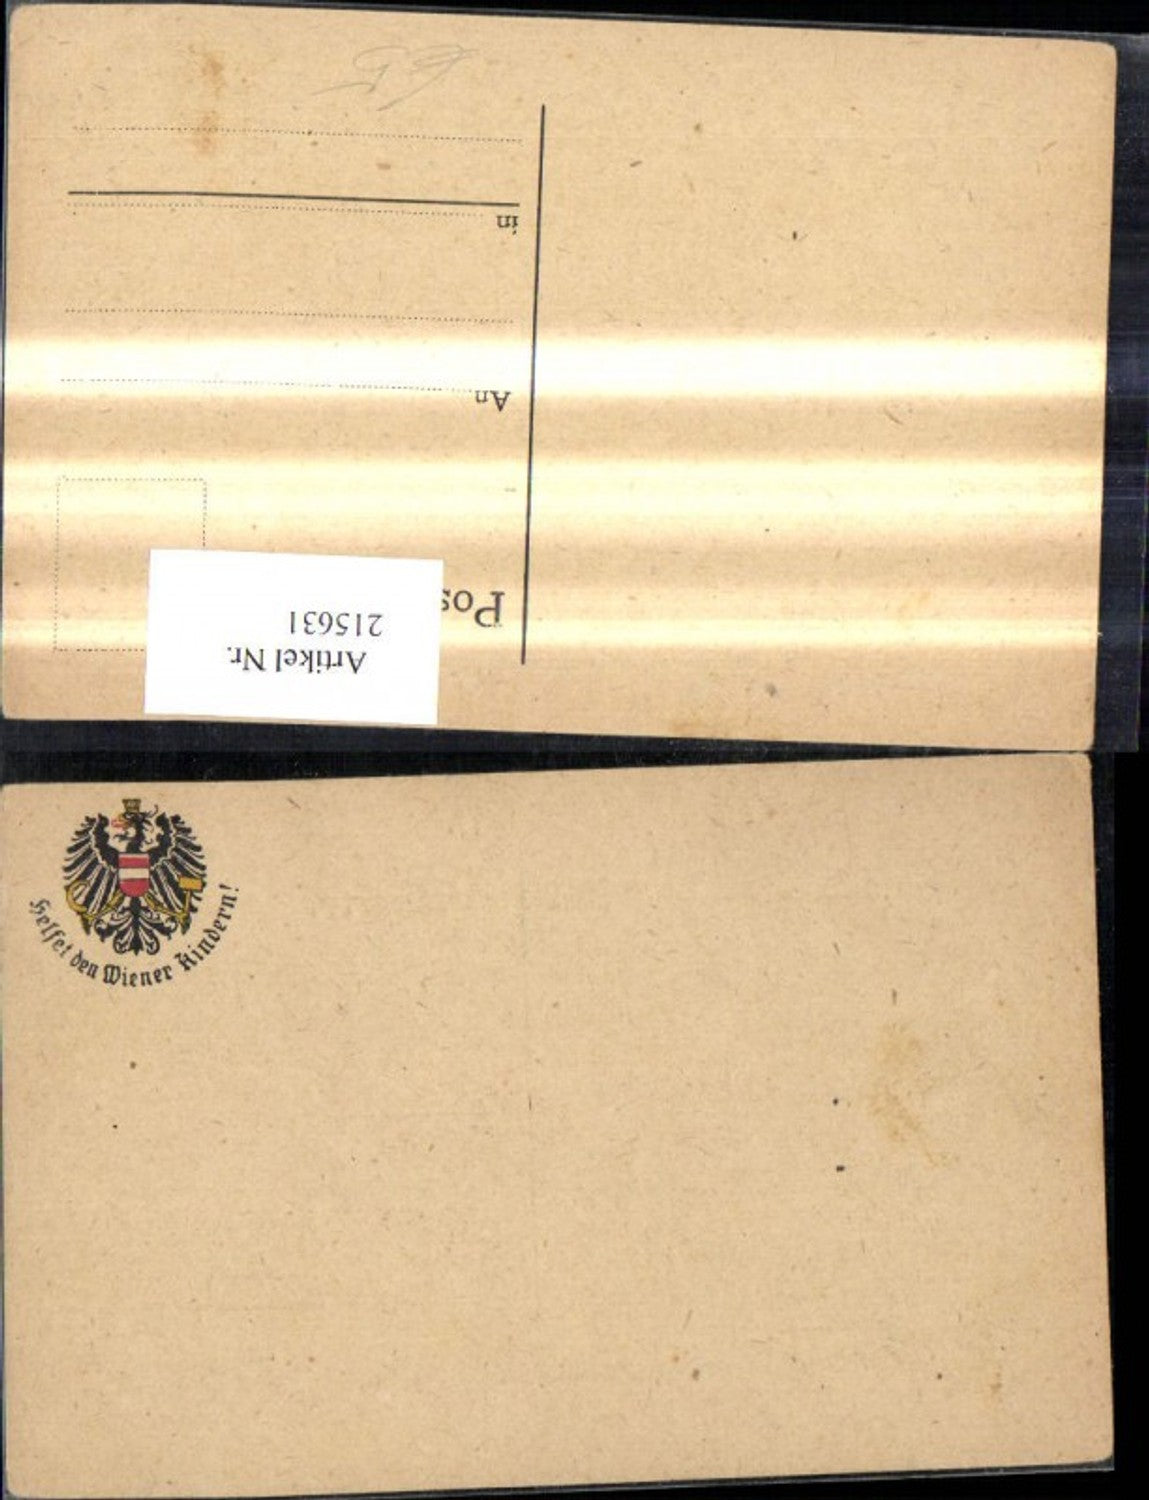 Pos
An
in
Artikel Nr.
215631
Helfet den Wiener Kindern!